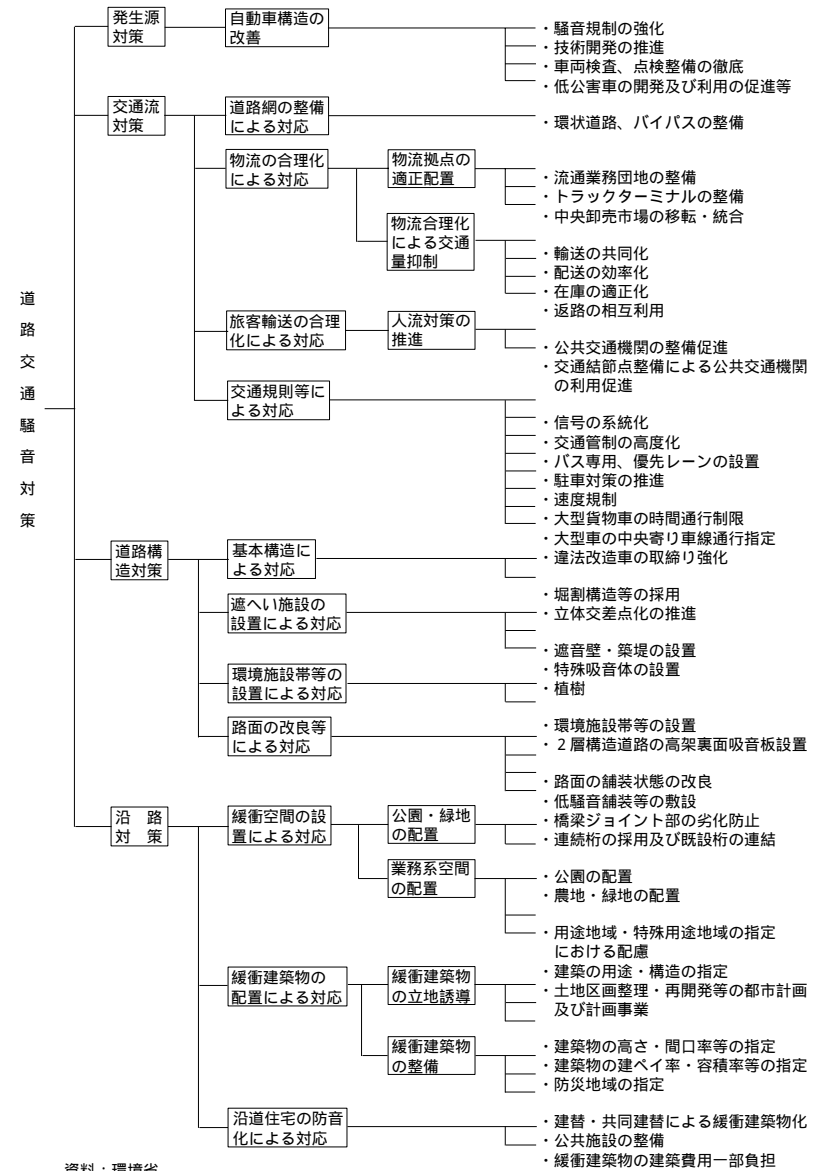 道路交通騒音対策
発生源
対策
自動車構造の
改善
・騒音規制の強化
・技術開発の推進
・車両検査、点検整備の徹底
・低公害車の開発及び利用の促進等
交通流
対策
道路網の整備
による対応
・環状道路、バイパスの整備
物流の合理化
による対応
物流拠点の
適正配置
・流通業務団地の整備
・トラックターミナルの整備
・中央卸売市場の移転・統合
物流合理化
による交通
量抑制
・輸送の共同化
・配送の効率化
・在庫の適正化
・返路の相互利用
旅客輸送の合理
化による対応
人流対策の
推進
・公共交通機関の整備促進
・交通結節点整備による公共交通機関
の利用促進
交通規則等に
よる対応
・信号の系統化
・交通管制の高度化
・バス専用、優先レーンの設置
・駐車対策の推進
・速度規制
・大型貨物車の時間通行制限
・大型車の中央寄り車線通行指定
・違法改造車の取締り強化
道路構
造対策
基本構造に
よる対応
・堀割構造等の採用
・立体交差点化の推進
遮へい施設の
設置による対応
・遮音壁・築堤の設置
・特殊吸音体の設置
・植樹
環境施設帯等の
設置による対応
・環境施設帯等の設置
・２層構造道路の高架裏面吸音板設置
路面の改良等
による対応
・路面の舗装状態の改良
・低騒音舗装等の敷設
・橋梁ジョイント部の劣化防止
・連続桁の採用及び既設桁の連結
沿　路
対　策
緩衝空間の設
置による対応
公園・緑地
の配置
・公園の配置
・農地・緑地の配置
業務系空間
の配置
・用途地域・特殊用途地域の指定
における配慮
・建築の用途・構造の指定
・土地区画整理・再開発等の都市計画
及び計画事業
緩衝建築物の
配置による対応
緩衝建築物
の立地誘導
・建築物の高さ・間口率等の指定
・建築物の建ペイ率・容積率等の指定
・防災地域の指定
緩衝建築物
の整備
・建替・共同建替による緩衝建築物化
・公共施設の整備
・緩衝建築物の建築費用一部負担
沿道住宅の防音
化による対応
資料：環境省